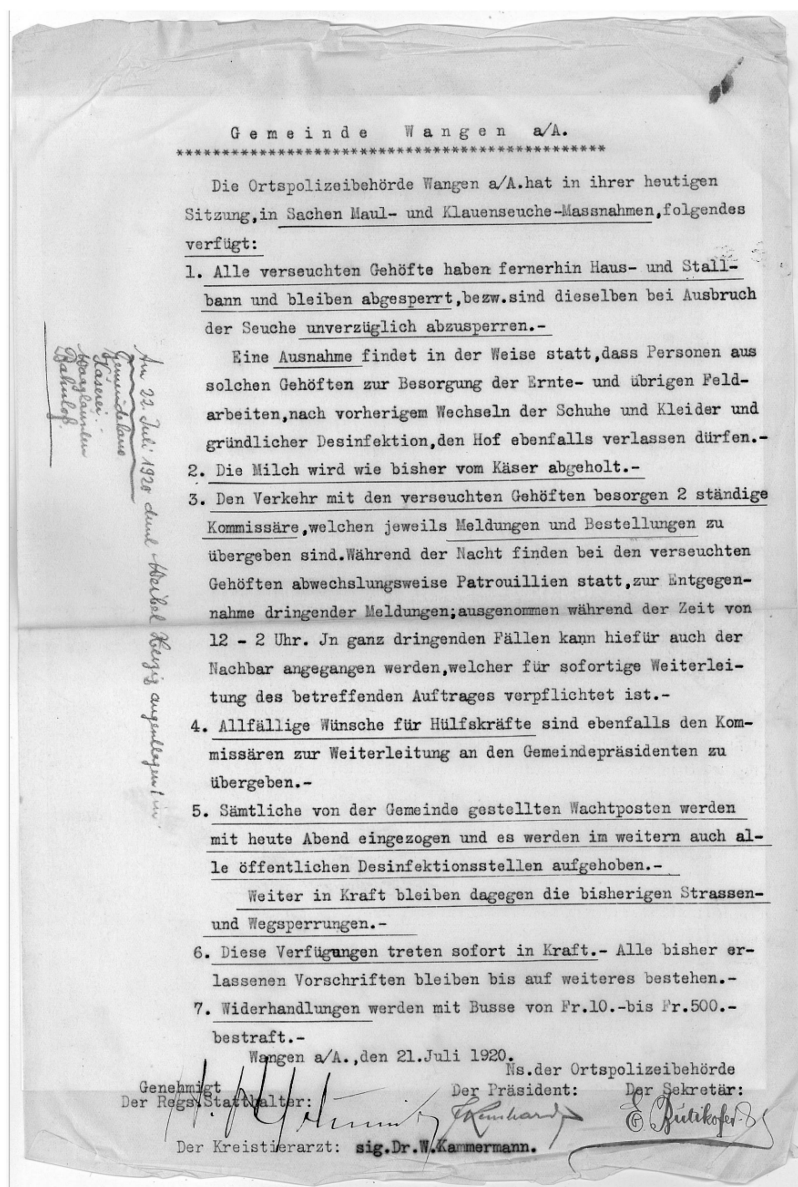 Gemeinde Wangen a/A.
***********************************************
Die Ortspolizeibehörde Wangen a/A.hat in ihrer heutigen
Sitzung,in Sachen Maul- und Klauenseuche-Massnahmen,folgendes
verfügt:
1. Alle verseuchten Gehöfte haben fernerhin Haus- und Stall-
bann und bleiben abgesperrt,bezw.sind dieselben bei Ausbruch
der Seuche unverzüglich abzusperren.-
Eine Ausnahme findet in der Weise statt,dass Personen aus
solchen Gehöften zur Besorgung der Ernte- und übrigen Feld-
arbeiten,nach vorherigem Wechseln der Schuhe und Kleider und
gründlicher Desinfektion,den Hof ebenfalls verlassen dürfen.-
2. Die Milch wird wie bisher vom Käser abgeholt.-
3. Den Verkehr mit den verseuchten Gehöften besorgen 2 ständige
Kommissäre,welchen jeweils Meldungen und Bestellungen zu
übergeben sind.Während der Nacht finden bei den verseuchten
Gehöften abwechslungsweise Patrouillien statt,zur Entgegen-
nahme dringender Meldungen;ausgenommen während der Zeit von
12 - 2 Uhr. Jn ganz dringenden Fällen kann hiefür auch der
Nachbar angegangen werden,welcher für sofortige Weiterlei-
tung des betreffenden Auftrages verpflichtet ist.-
4. Allfällige Wünsche für Hülfskräfte sind ebenfalls den Kom-
missären zur Weiterleitung an den Gemeindepräsidenten zu
übergeben.-
5. Sämtliche von der Gemeinde gestellten Wachtposten werden
mit heute Abend eingezogen und es werden im weitern auch al-
le öffentlichen Desinfektionsstellen aufgehoben.-
Weiter in Kraft bleiben dagegen die bisherigen Strassen-
und Wegsperrungen.-
6. Diese Verfügungen treten sofort in Kraft.- Alle bisher er-
lassenen Vorschriften bleiben bis auf weiteres bestehen.-
7. Widerhandlungen werden mit Busse von Fr.10.-bis Fr.500.-
bestraft.-
Wangen a/A.,den 21.Juli 1920.
Ns.der Ortspolizeibehörde
Genehmigt Der Präsident: Der Sekretär:
Der Regs.Statthalter:
E. Bütikofer
Der Kreistierarzt: sig.Dr.W.Kammermann.
Am 22. Juli 1920 durch Weibel
Gemeindehaus
Käserei
Bahnhof